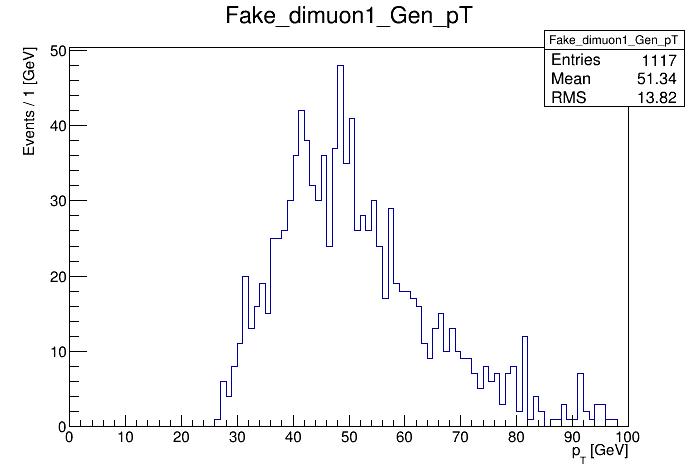 Fake_dimuon1_Gen_pT
Fake_dimuon1_Gen_pT
Entries 1117
Mean 51.34
RMS 13.82
Events / 1 [GeV]
50
40
30
20
10
0
0 10 20 30 40 50 60 70 80 90 100
p_T [GeV]